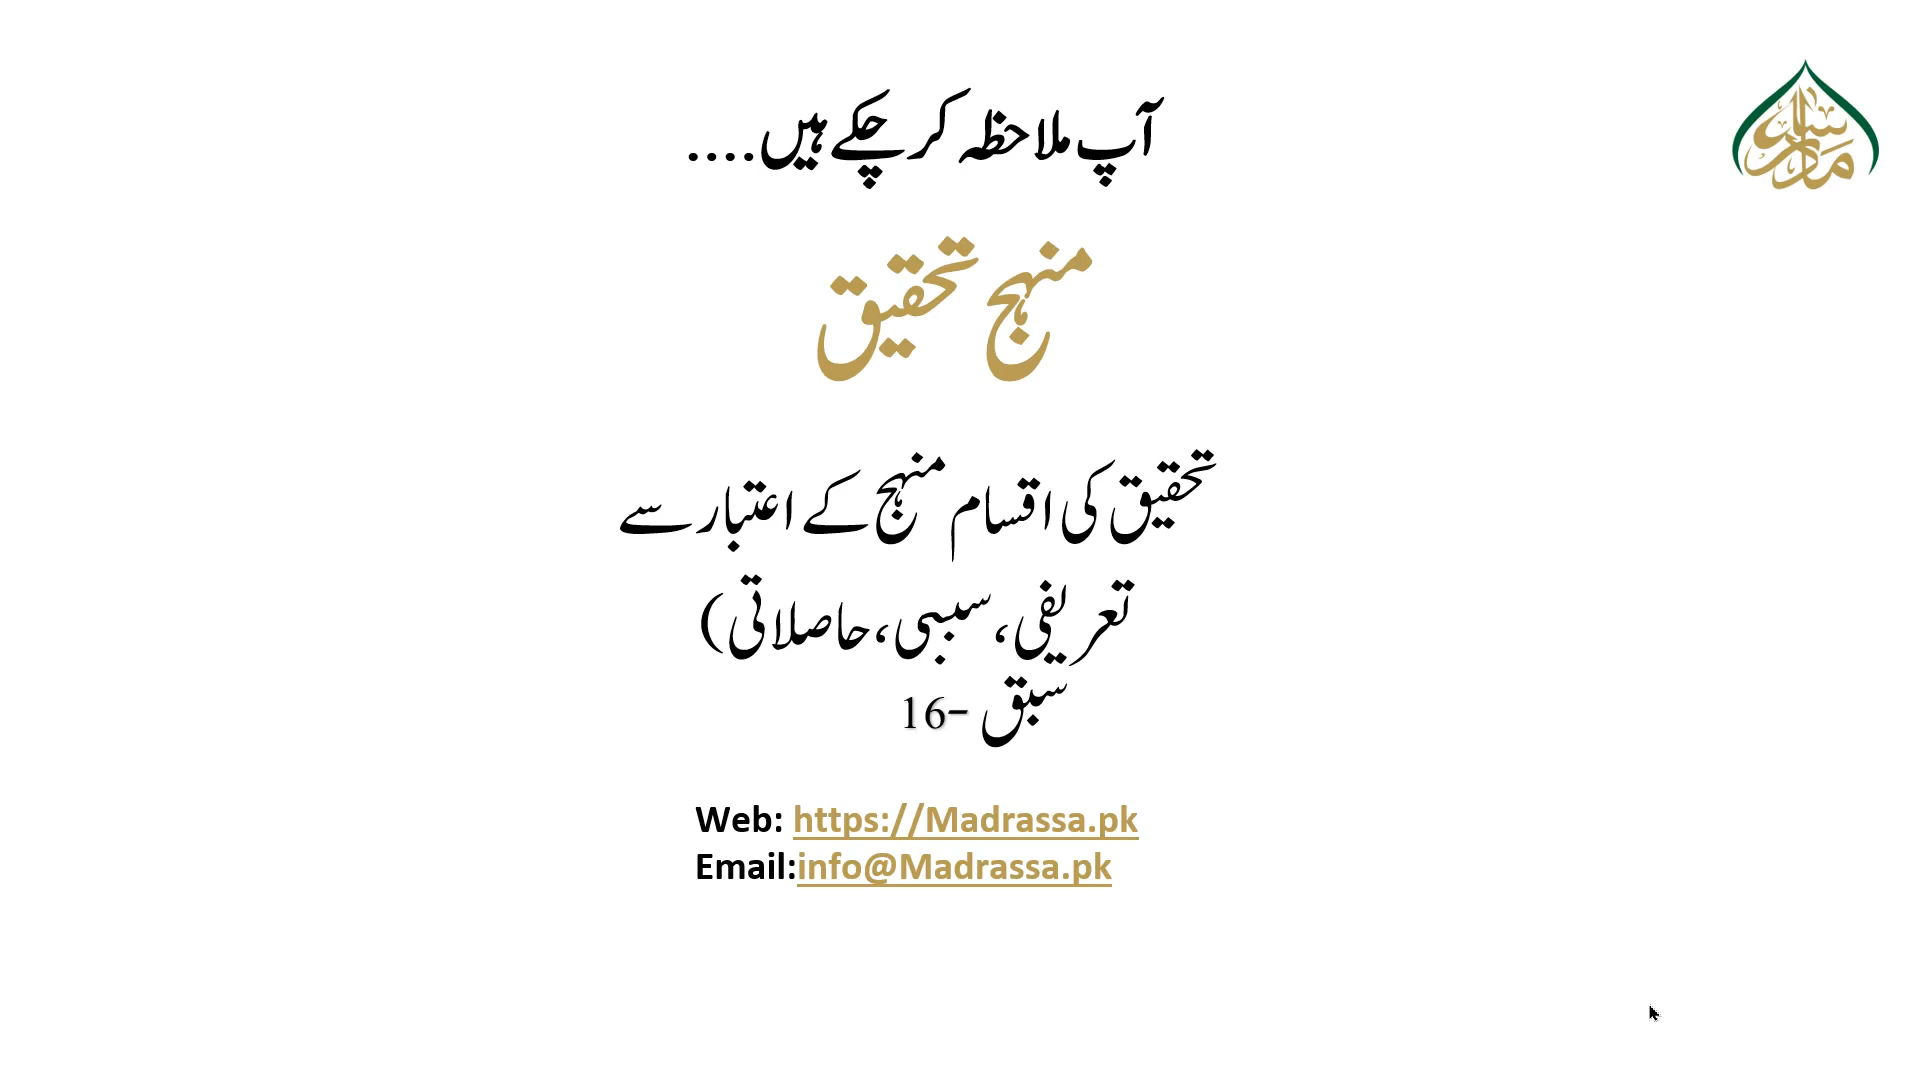 آپ ملاحظہ کر چکے ہیں....
منہج تحقیق
تحقیق کی اقسام منہج کے اعتبار سے
تعریفی، سببی، حاصلاتی)
سبق -16
Web: https://Madrassa.pk
Email:info@Madrassa.pk